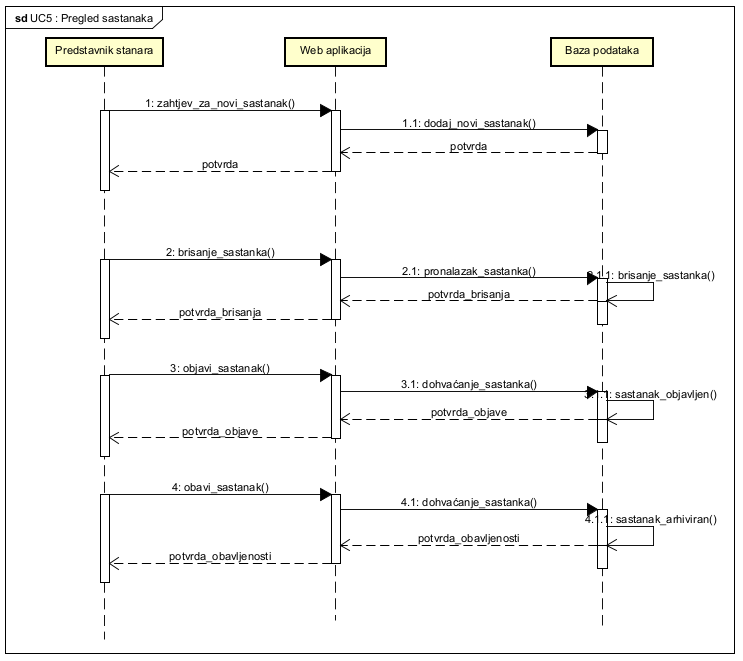 sd UC5 : Pregled sastanaka
Predstavnik stanara
Web aplikacija
Baza podataka
1: zahtjev_za_novi_sastanak()
1.1: dodaj_novi_sastanak()
potvrda
potvrda
2: brisanje_sastanka()
2.1: pronalazak_sastanka()
2.1.1: brisanje_sastanka()
potvrda_brisanja
potvrda_brisanja
3: objavi_sastanak()
3.1: dohvaćanje_sastanka()
3.1.1: sastanak_objavljen()
potvrda_objave
potvrda_objave
4: obavi_sastanak()
4.1: dohvaćanje_sastanka()
4.1.1: sastanak_arhiviran()
potvrda_obavljenosti
potvrda_obavljenosti